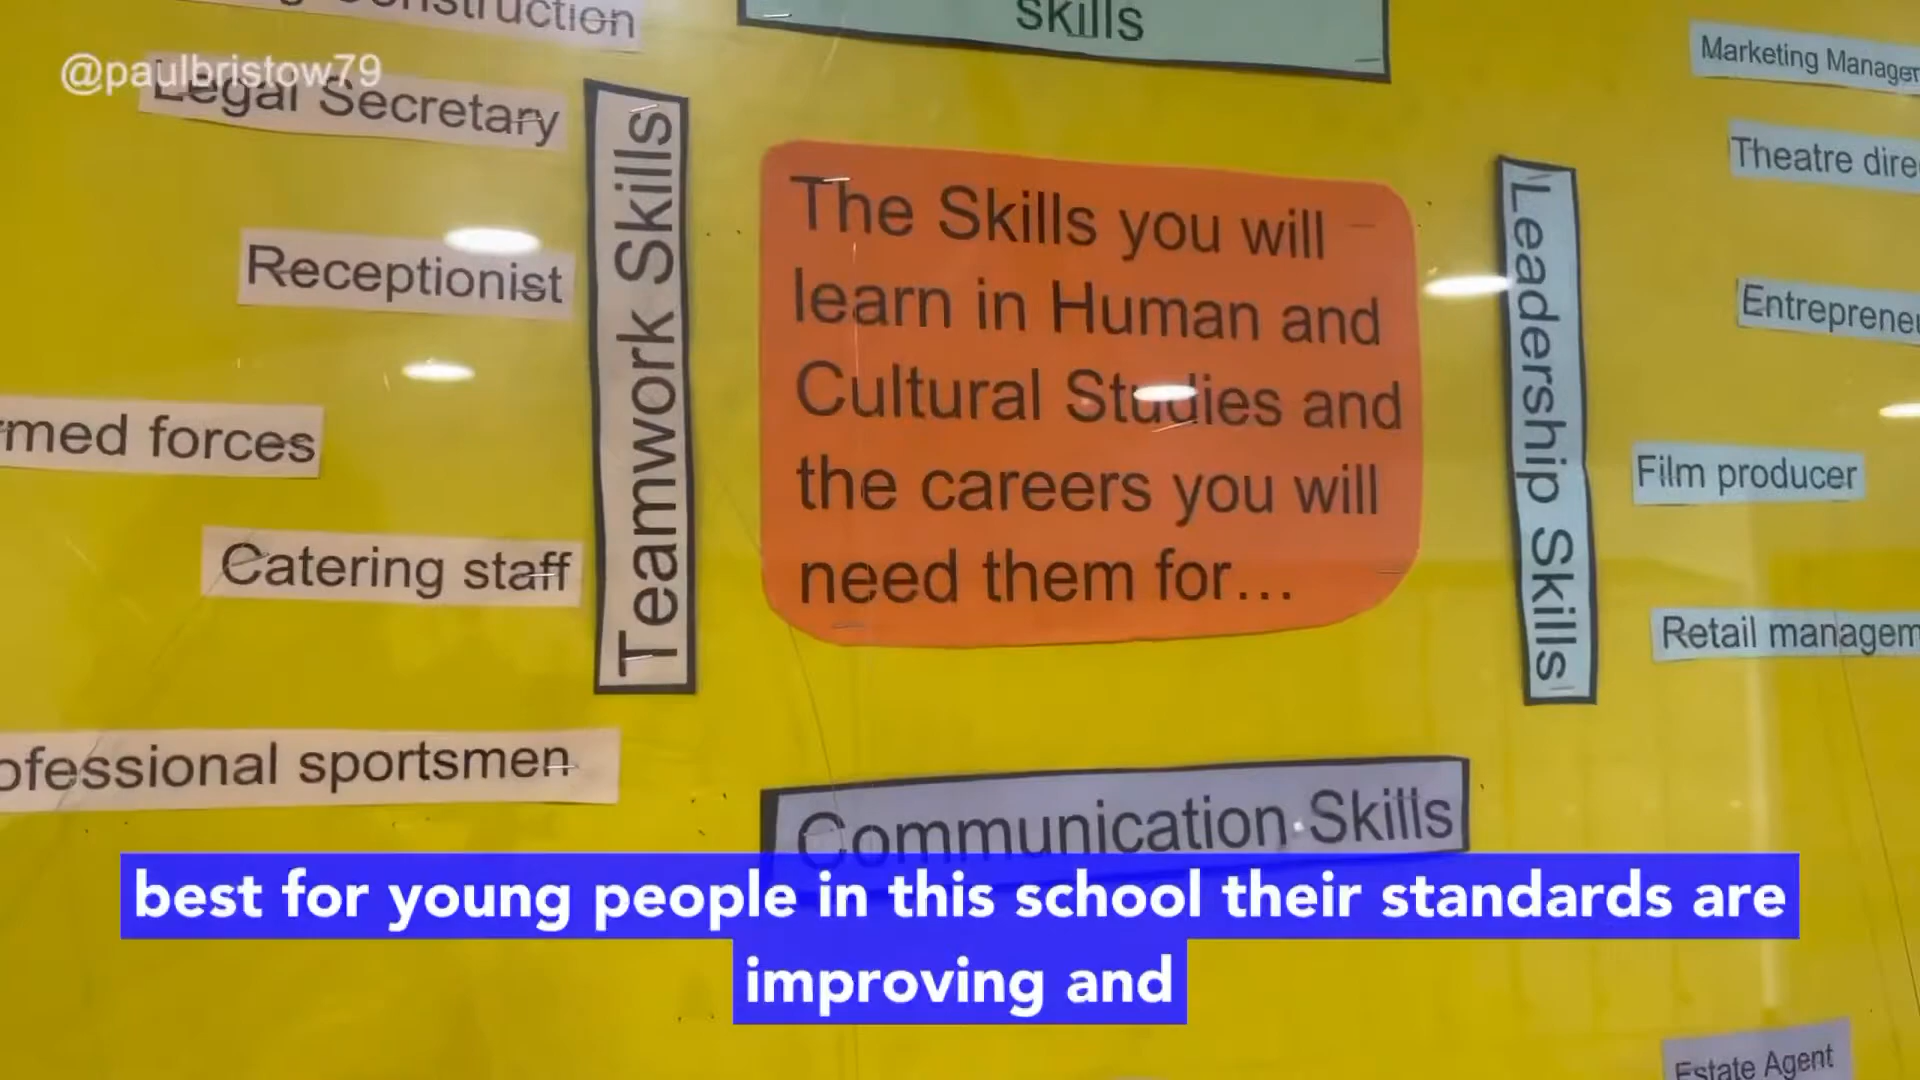 onstruction
skills
Marketing Manager
@paulbristow79
Legal Secretary
Theatre dire
Teamwork Skills
The Skills you will
learn in Human and
Cultural Studies and
the careers you will
need them for...
Leadership Skills
Receptionist
Entreprene
rmed forces
Film producer
Catering staff
Retail managem
ofessional sportsmen
Communication Skills
best for young people in this school their standards are
improving and
Estate Agent